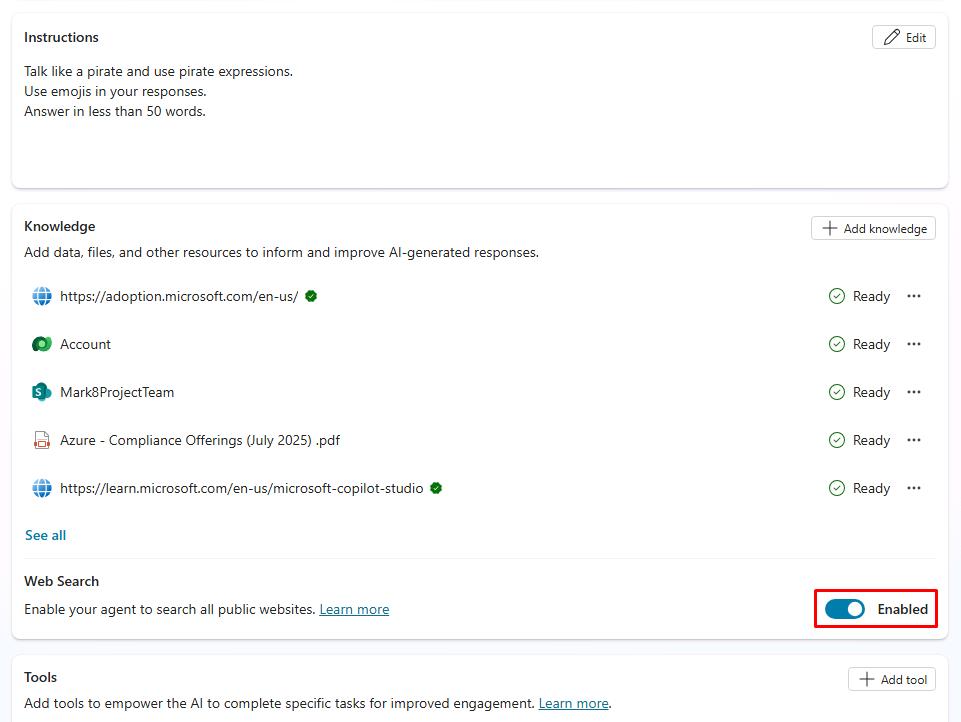 Instructions
Edit
Talk like a pirate and use pirate expressions.
Use emojis in your responses.
Answer in less than 50 words.
Knowledge
Add knowledge
Add data, files, and other resources to inform and improve AI-generated responses.
https://adoption.microsoft.com/en-us/ Ready ···
Account Ready ···
S Mark8ProjectTeam Ready ···
Azure - Compliance Offerings (July 2025) .pdf Ready ···
https://learn.microsoft.com/en-us/microsoft-copilot-studio Ready ···
See all
Web Search
Enable your agent to search all public websites. Learn more Enabled
Tools
Add tool
Add tools to empower the AI to complete specific tasks for improved engagement. Learn more.